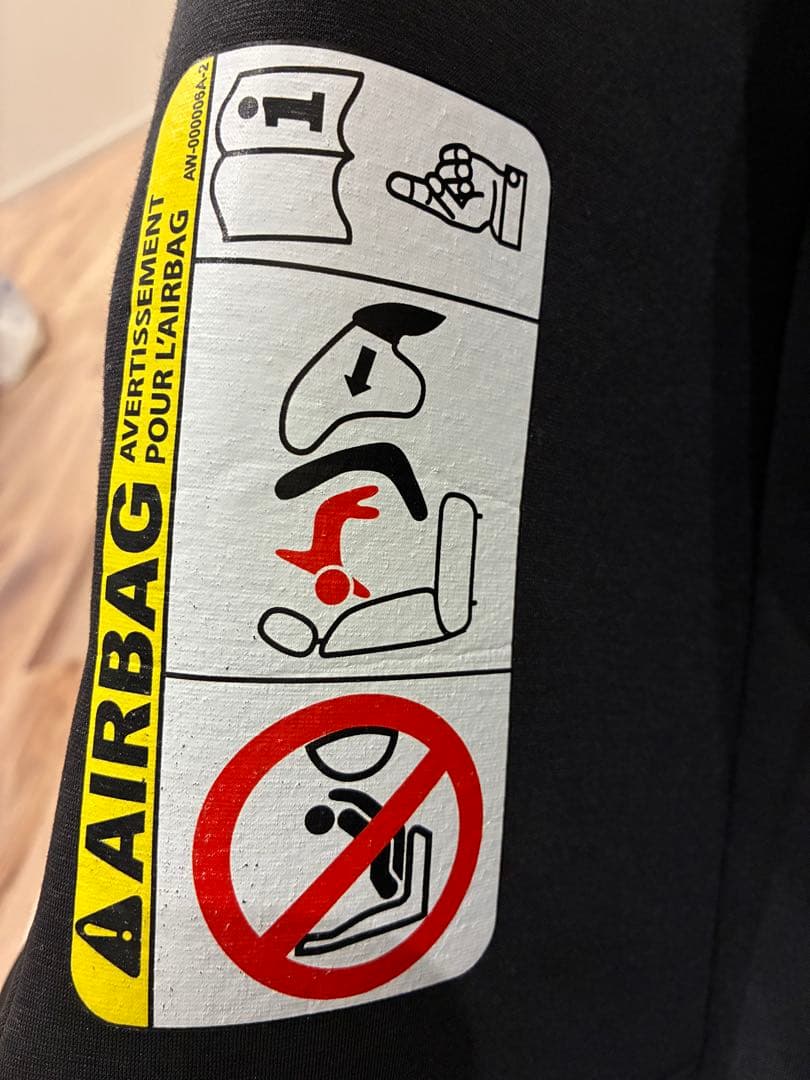 AIRBAG
AVERTISSEMENT
POUR L'AIRBAG
AW-000006A-2
i